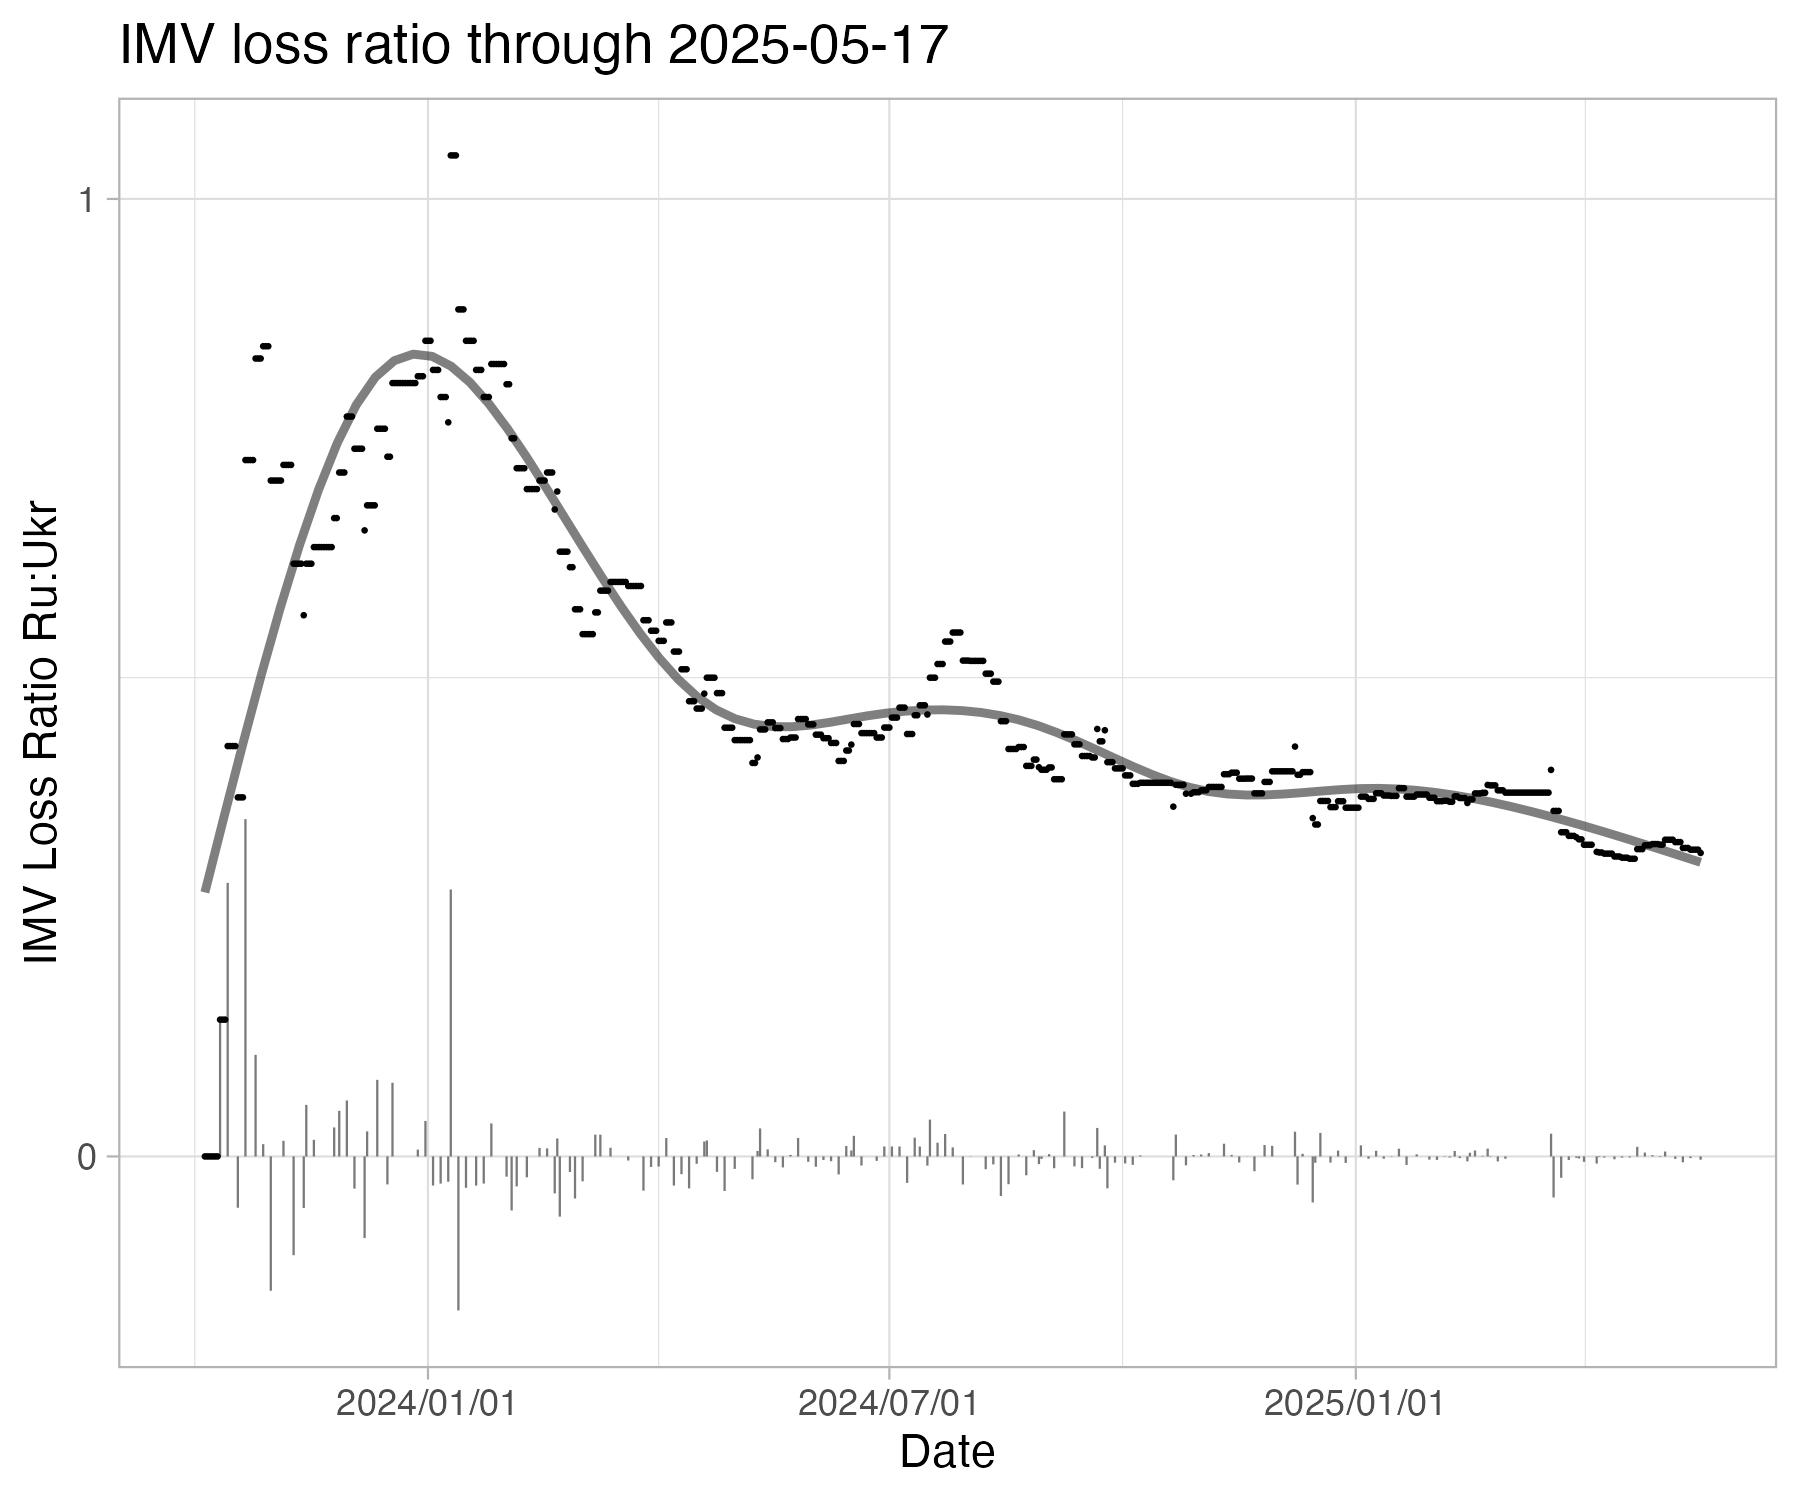 IMV loss ratio through 2025-05-17
IMV Loss Ratio Ru:Ukr
1
0
2024/01/01
2024/07/01
2025/01/01
Date